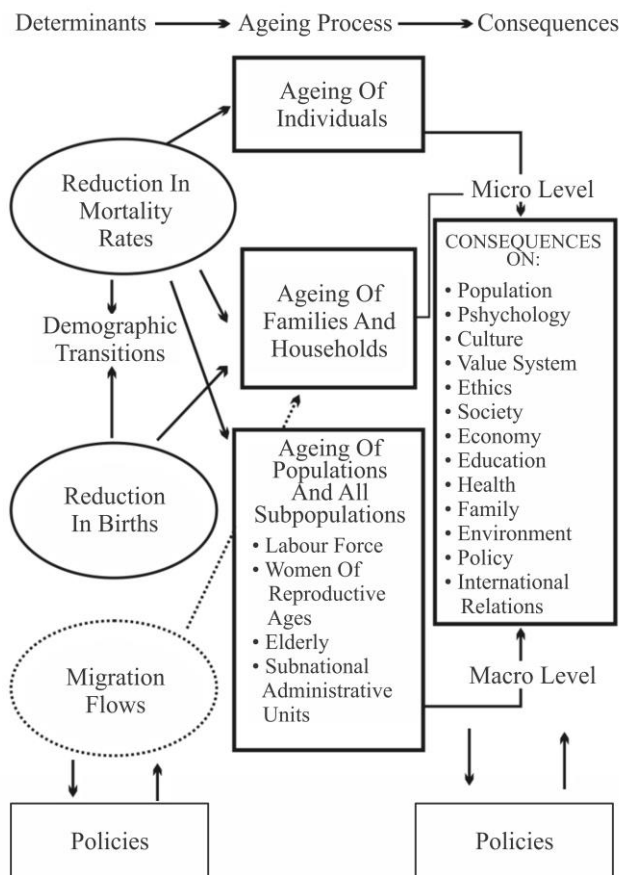 Determinants Ageing Process Consequences
Ageing Of
Individuals
Reduction In
Mortality
Rates
Micro Level
Ageing Of
Families And
Households
Demographic
Transitions
CONSEQUENCES
ON:
• Population
• Pshychology
• Culture
• Value System
• Ethics
• Society
• Economy
• Education
• Health
• Family
• Environment
• Policy
• International
Relations
Ageing Of
Populations
And All
Subpopulations
• Labour Force
• Women Of
Reproductive
Ages
• Elderly
• Subnational
Administrative
Units
Reduction
In Births
Migration
Flows
Macro Level
Policies
Policies